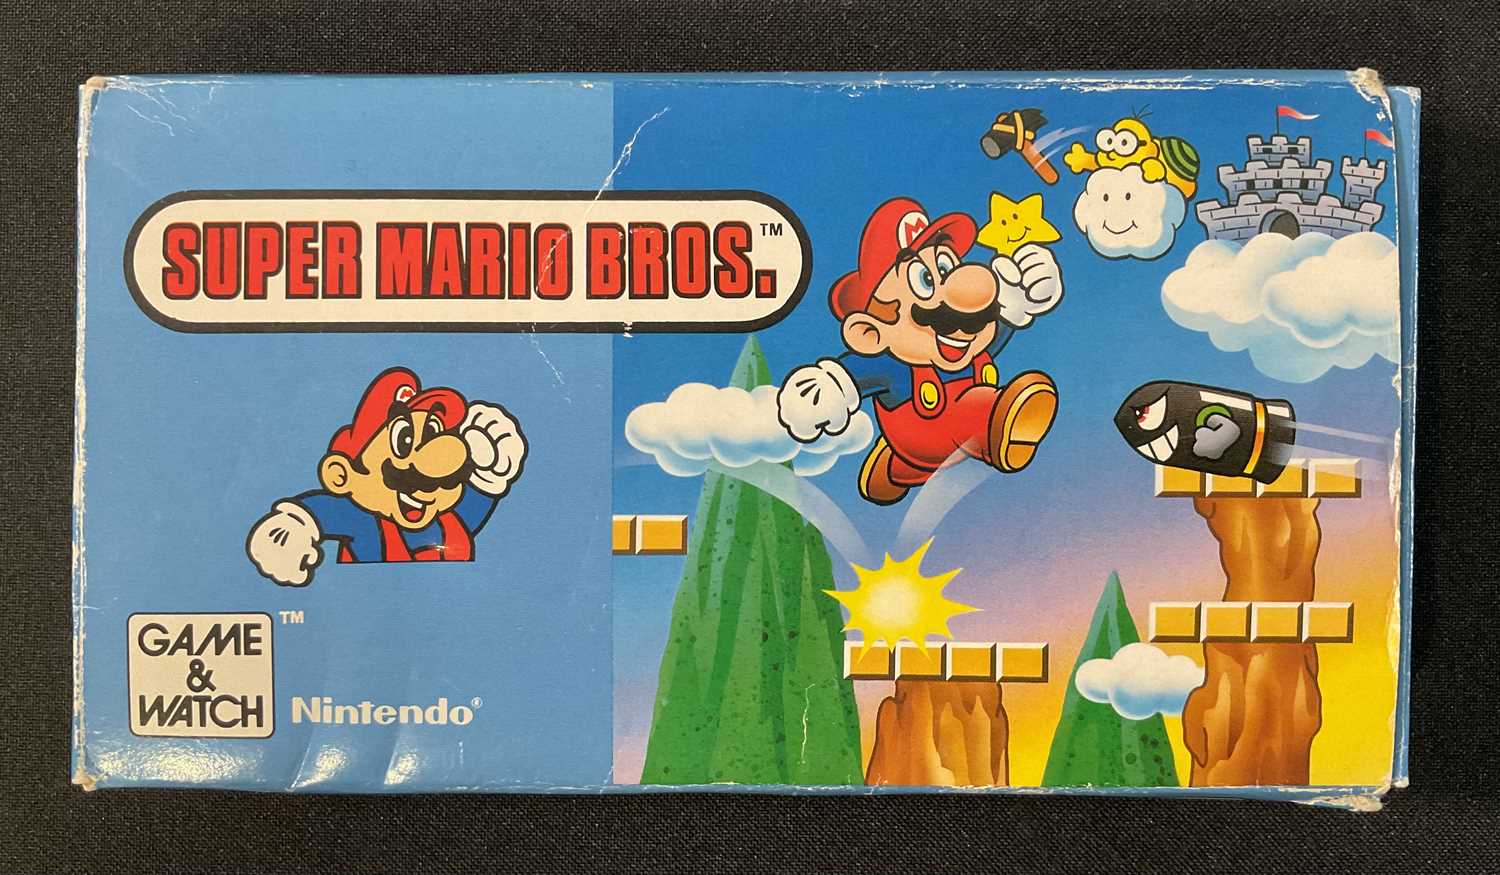 SUPER MARIO BROS.™
M
M
GAME ™
&
WATCH
Nintendo®